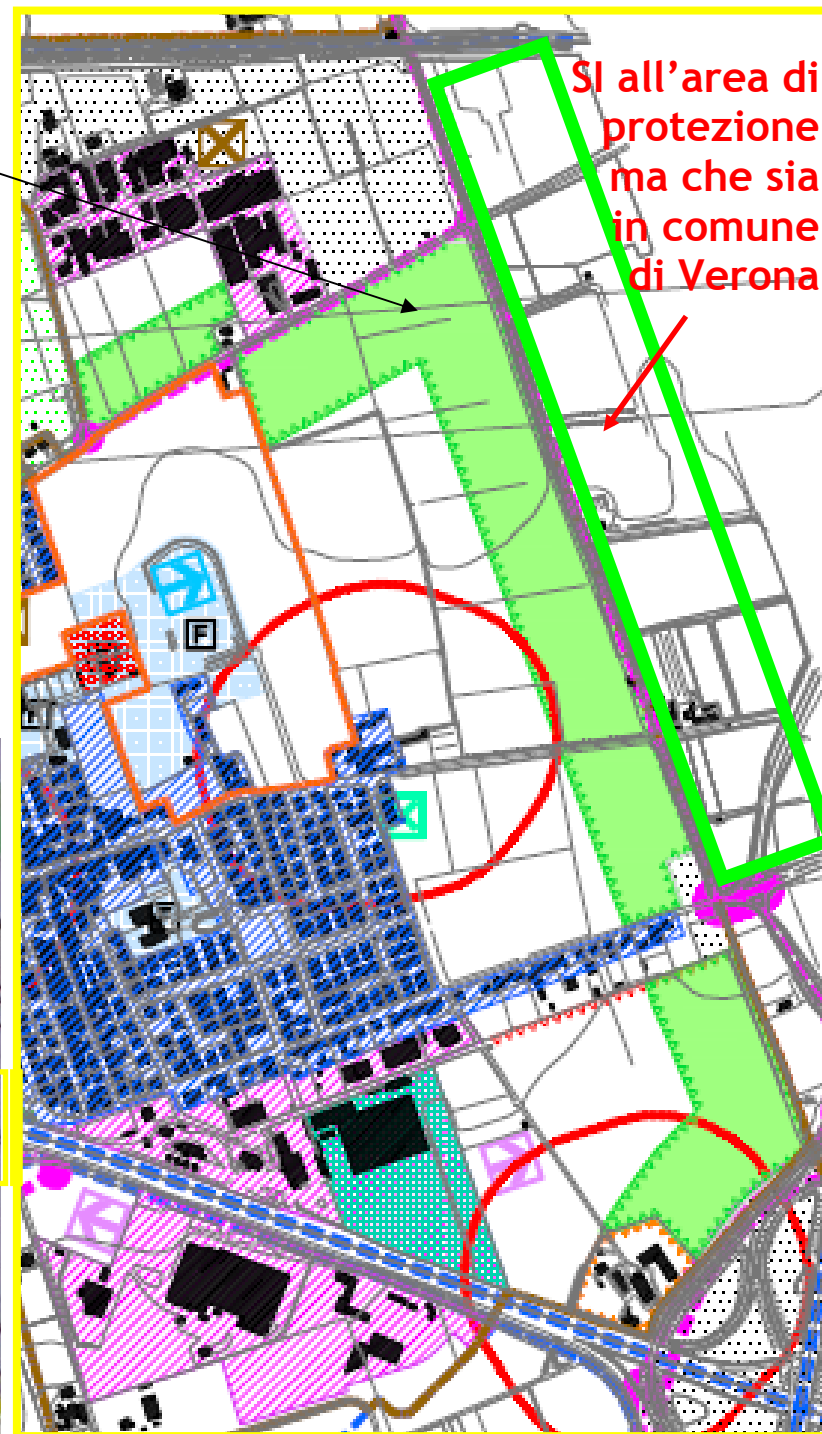 SI all’area di
protezione
ma che sia
in comune
di Verona
F